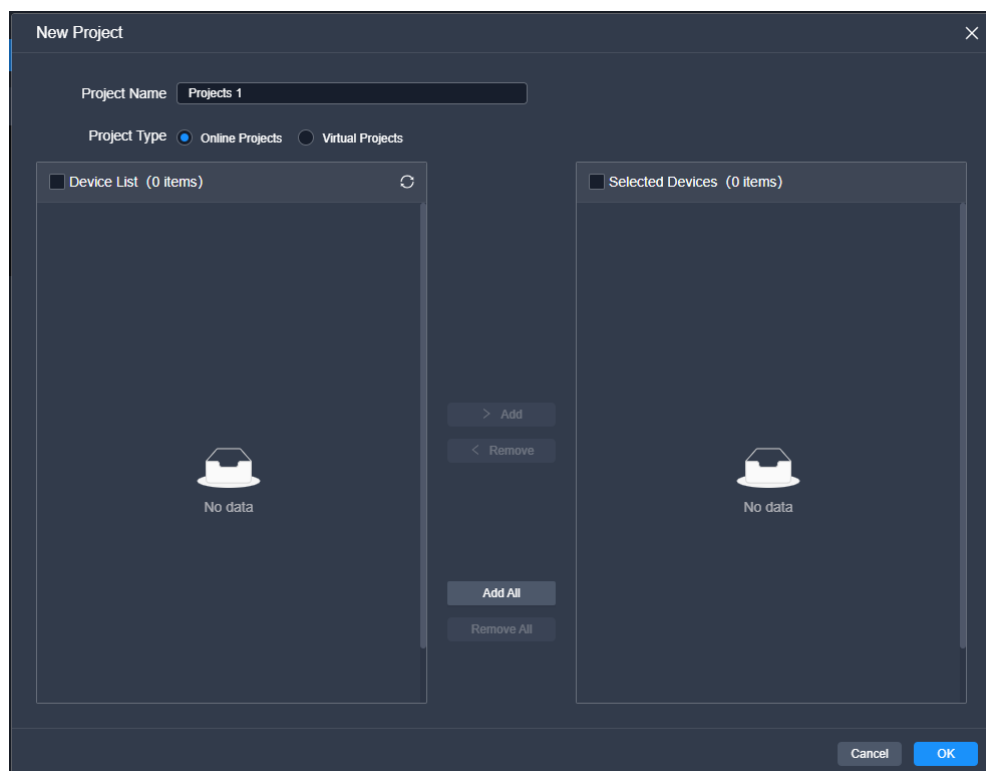 New Project
Project Name Projects 1
Project Type Online Projects Virtual Projects
Device List (0 items)
Selected Devices (0 items)
> Add
< Remove
No data
No data
Add All
Remove All
Cancel OK